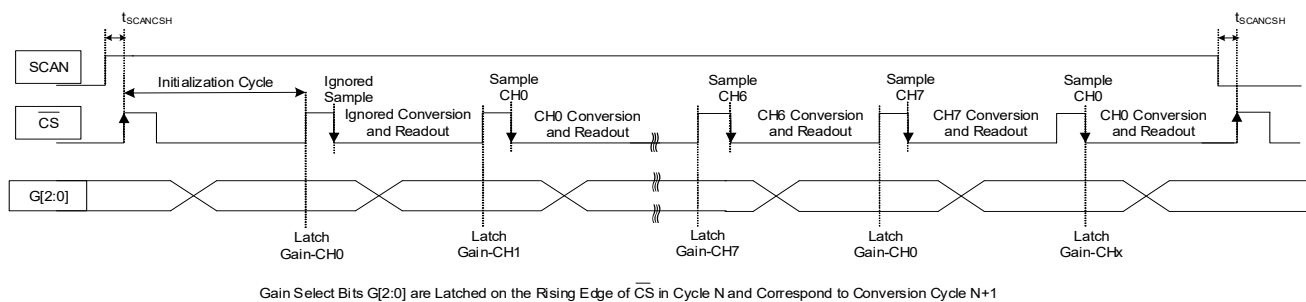 tSCANCSH
tSCANCSH
SCAN
Initialization Cycle
Ignored
Sample
Sample
CH0
Sample
CH6
Sample
CH7
Sample
CH0
CS
Ignored Conversion
and Readout
CH0 Conversion
and Readout
CH6 Conversion
and Readout
CH7 Conversion
and Readout
CH0 Conversion
and Readout
G[2:0]
Latch
Gain-CH0
Latch
Gain-CH1
Latch
Gain-CH7
Latch
Gain-CH0
Latch
Gain-CHx
Gain Select Bits G[2:0] are Latched on the Rising Edge of CS in Cycle N and Correspond to Conversion Cycle N+1